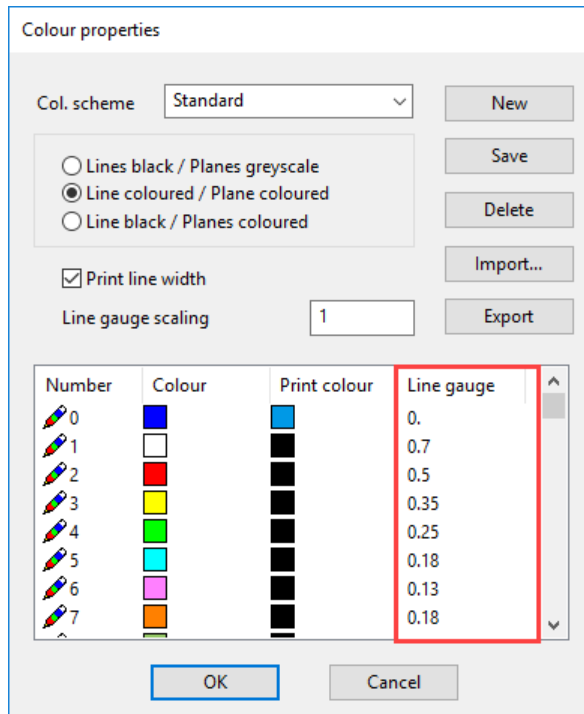 Colour properties
Col. scheme Standard New
Save
Lines black / Planes greyscale
Line coloured / Plane coloured
Line black / Planes coloured
Delete
Import...
Print line width
Line gauge scaling 1 Export
Number Colour Print colour Line gauge
0 0.
1 0.7
2 0.5
3 0.35
4 0.25
5 0.18
6 0.13
7 0.18
OK Cancel